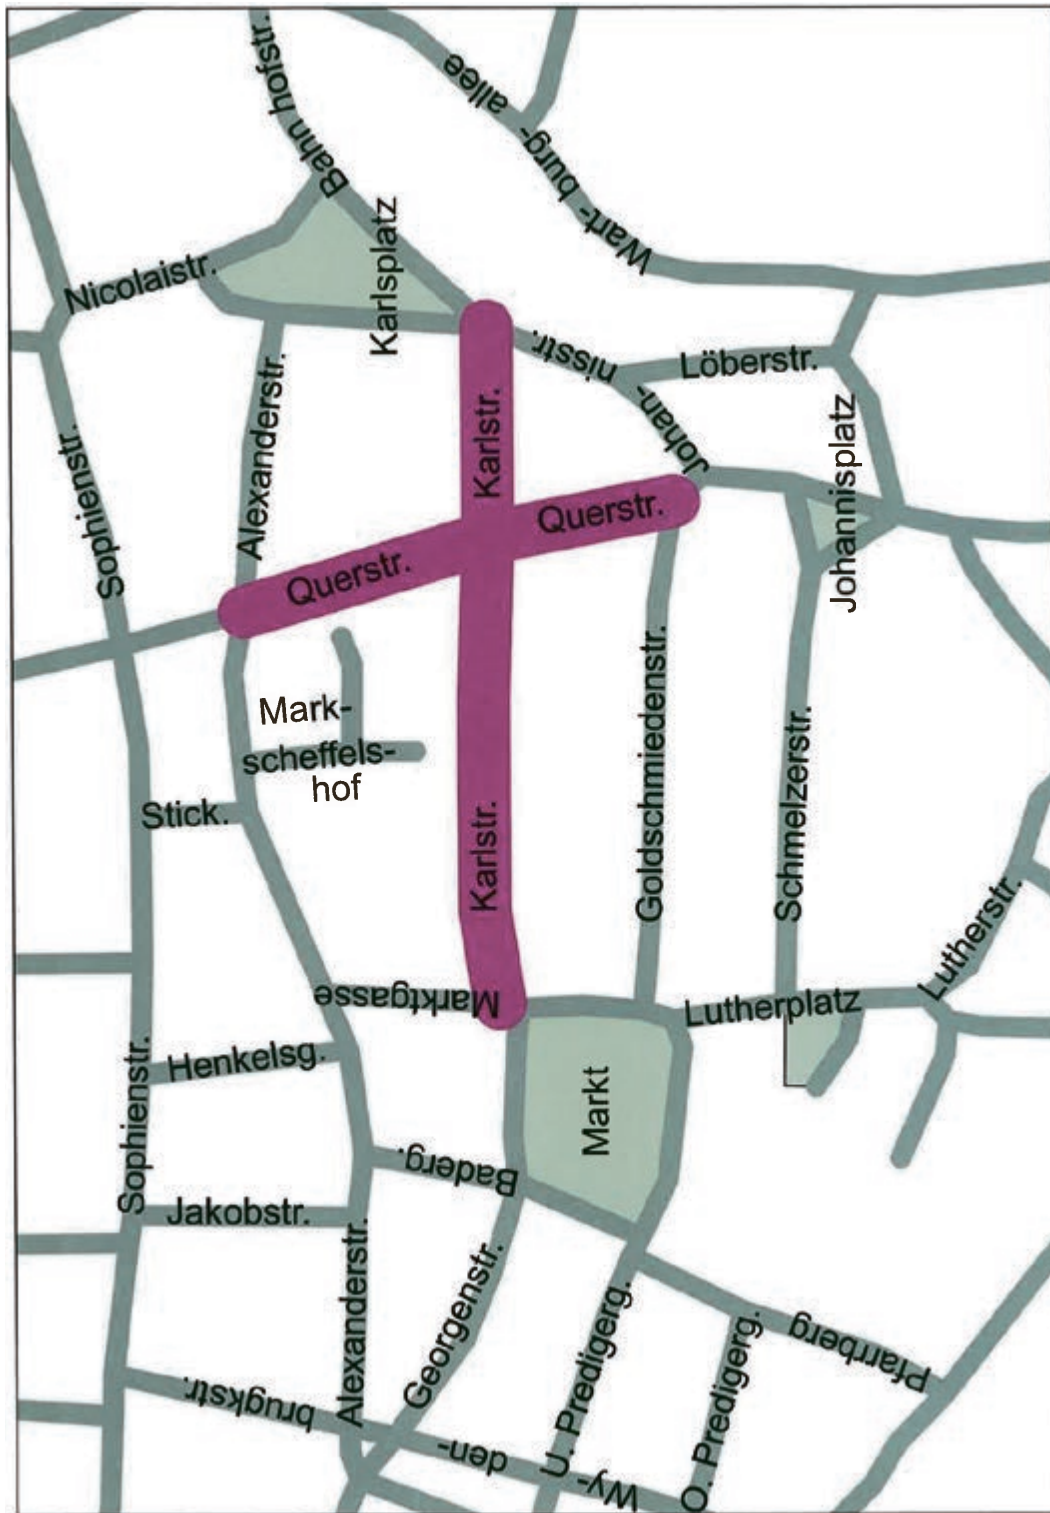 Bahn hofstr.
Wart- burg- allee
Nicolaistr.
Karlsplatz
Johan- nisstr.
Löberstr.
Karlstr.
Alexanderstr.
Sophienstr.
Johannisplatz
Querstr.
Querstr.
Mark-
scheffels-
hof
Stick.
Karlstr.
Goldschmiedenstr.
Schmelzerstr.
Lutherstr.
Marktgasse
Lutherplatz
Henkelsg.
Sophienstr.
Markt
Baderg.
Jakobstr.
Alexanderstr.
Georgenstr.
U. Predigerg.
O. Predigerg.
Pfarrberg
Wy- den- brugkstr.